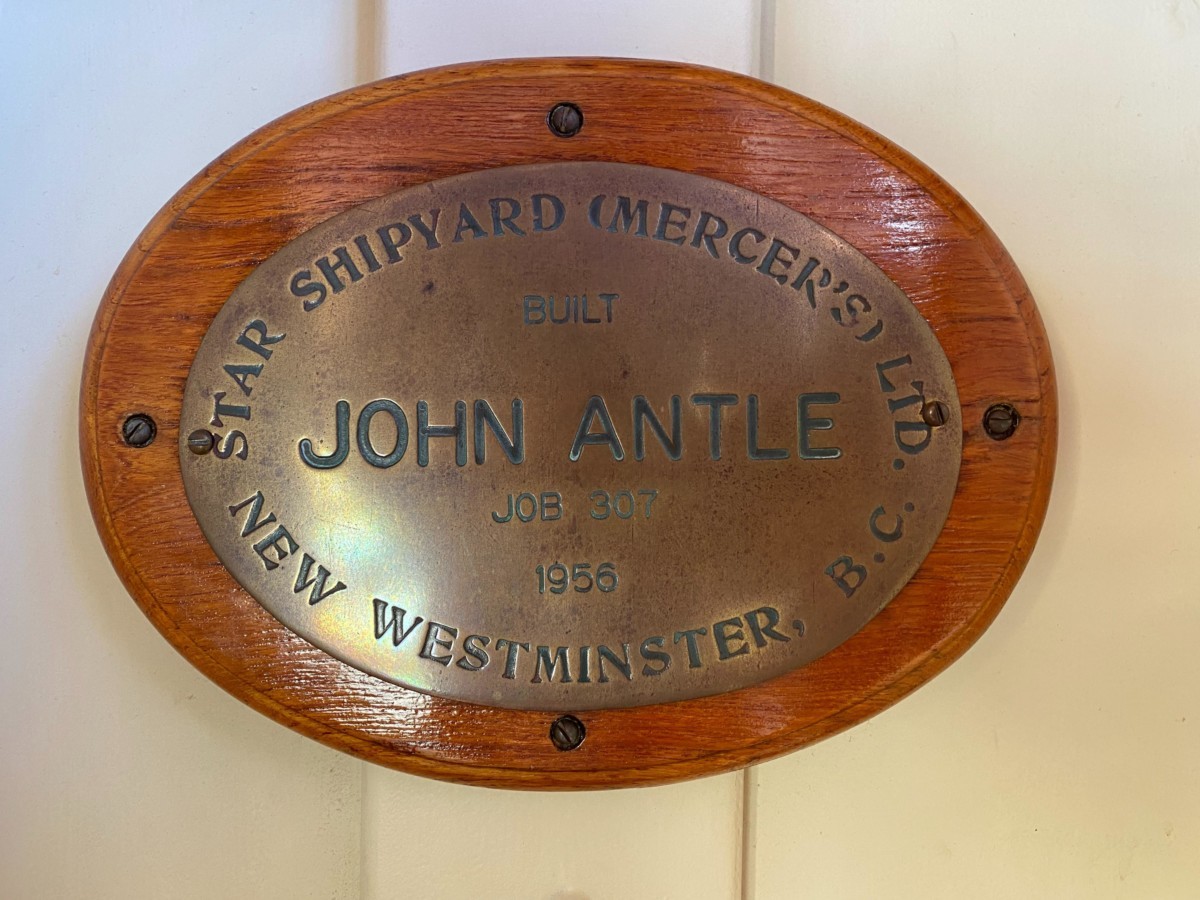 STAR SHIPYARD (MERCER'S) LTD.
BUILT
JOHN ANTLE
JOB 307
1956
NEW WESTMINSTER, B.C.